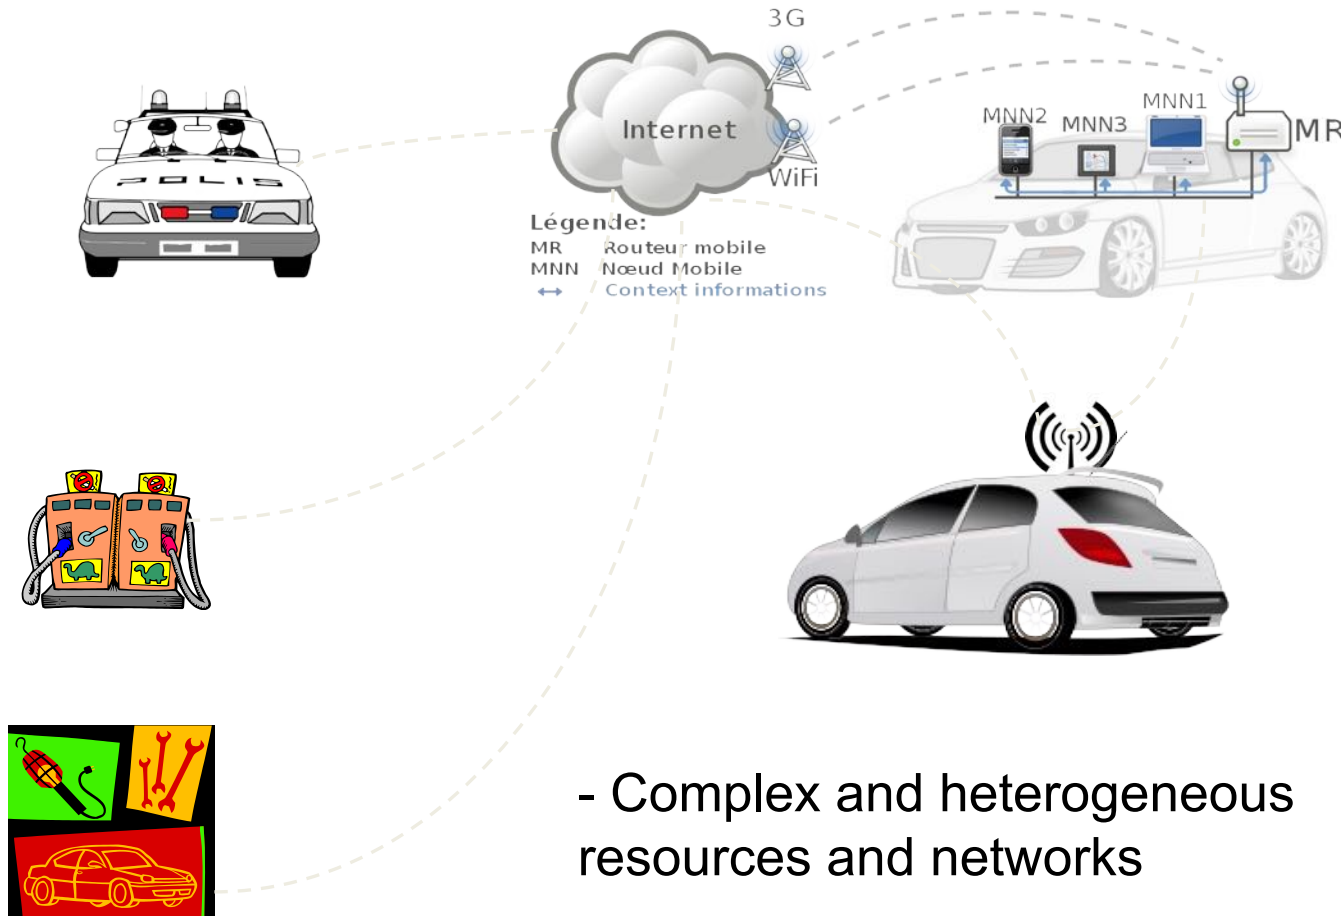 3G
Internet
WiFi
MNN2
MNN3
MNN1
MR
POLIS
Légende:
MR Routeur mobile
MNN Nœud Mobile
↔ Context informations
- Complex and heterogeneous
resources and networks